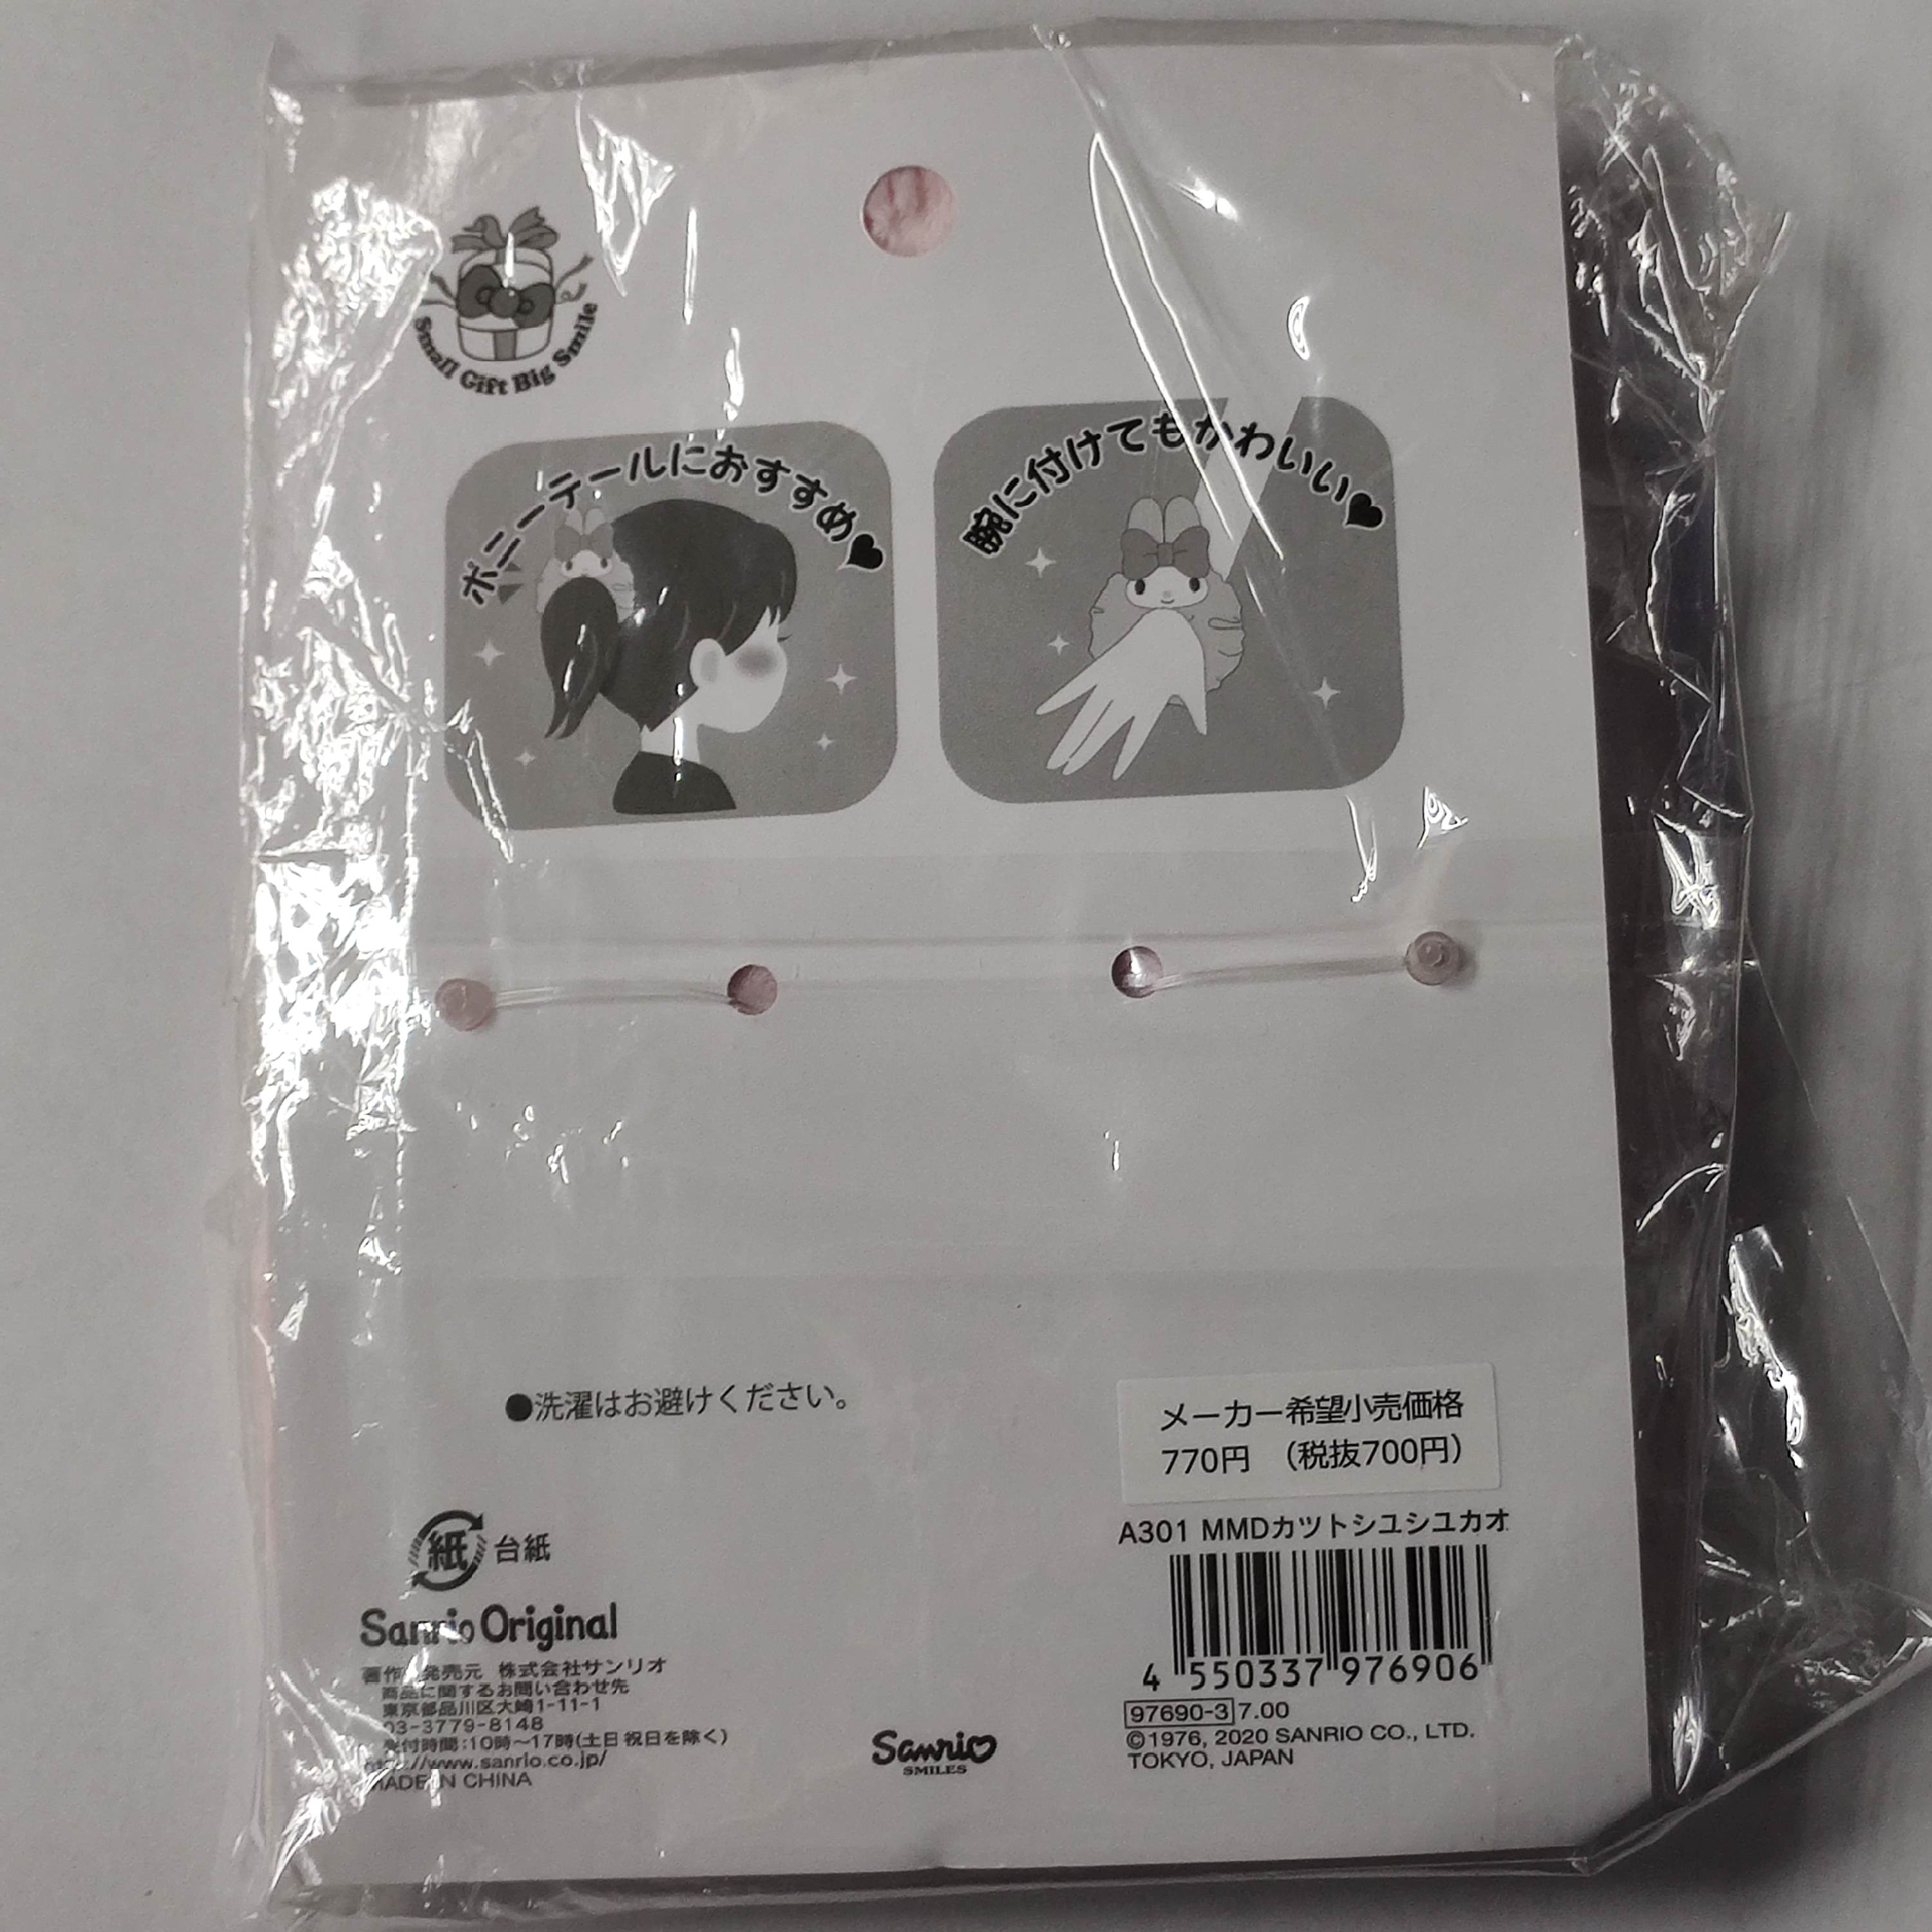 Small Gift Big Smile
ポニーテールにおすすめ♥
腕に付けてもかわいい♥
●洗濯はお避けください。
メーカー希望小売価格
770円 （税抜700円）
A301 MMDカツトシユシユカオ
4 550337 976906
97690-3 7.00
©1976, 2020 SANRIO CO., LTD.
TOKYO, JAPAN
紙 台紙
Sanrio Original
著作 発売元 株式会社サンリオ
商品に関するお問い合わせ先
東京都品川区大崎1-11-1
03-3779-8148
受付時間:10時〜17時(土日祝日を除く)
http://www.sanrio.co.jp/
MADE IN CHINA
Sanrio
SMILES